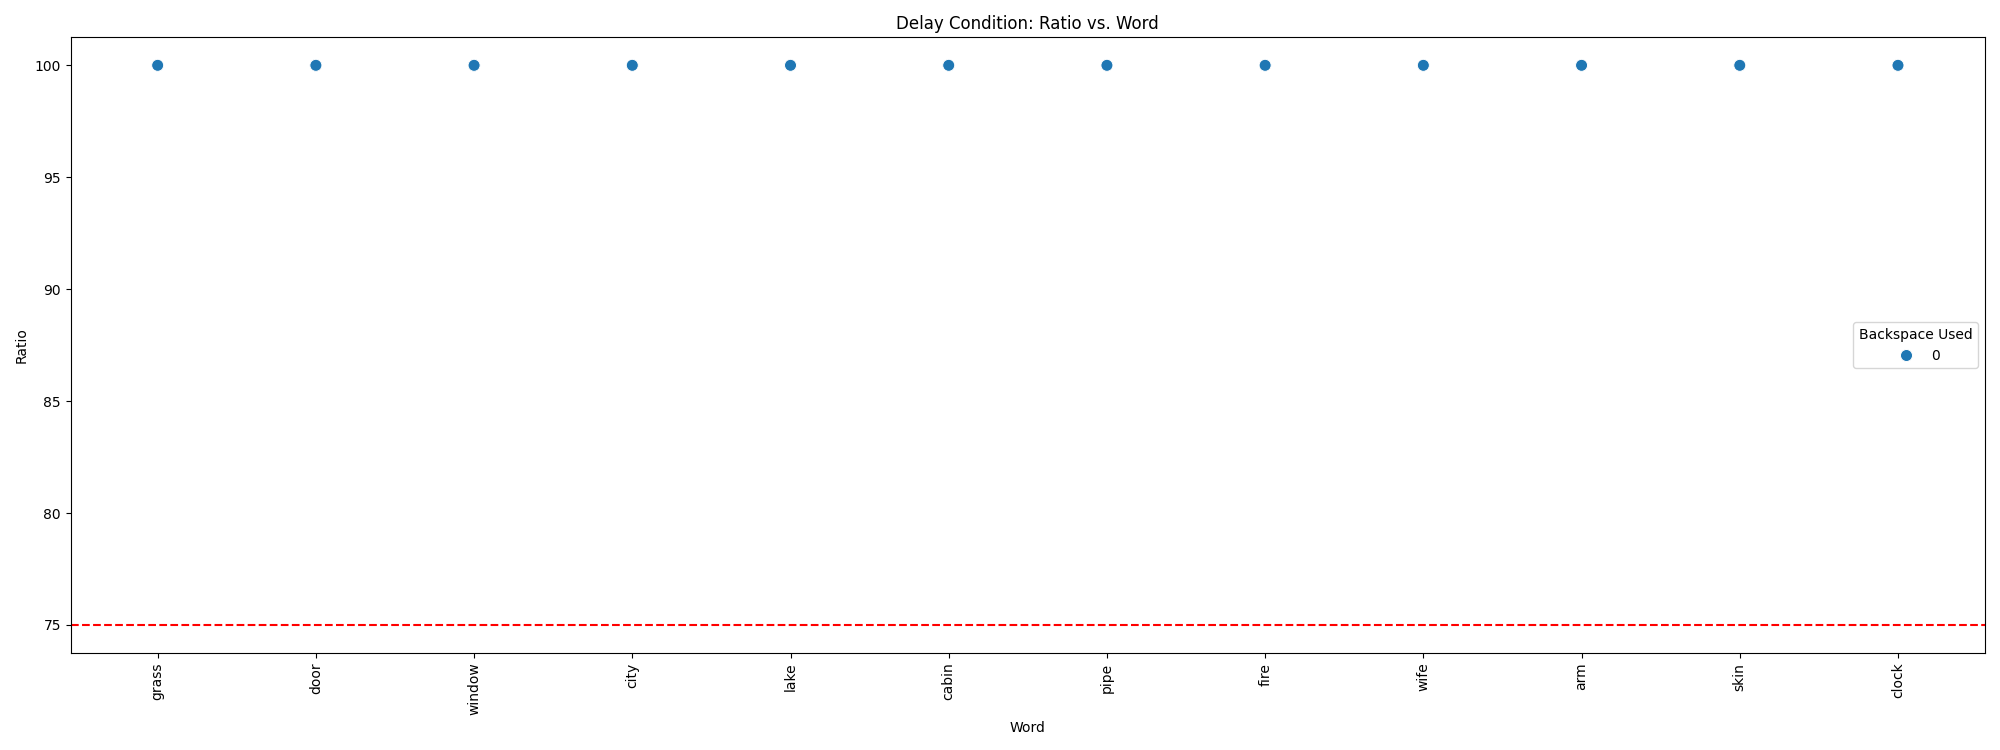 Delay Condition: Ratio vs. Word
100
95
90
85
80
75
Ratio
Backspace Used
0
grass
door
window
city
lake
cabin
pipe
fire
wife
arm
skin
clock
Word